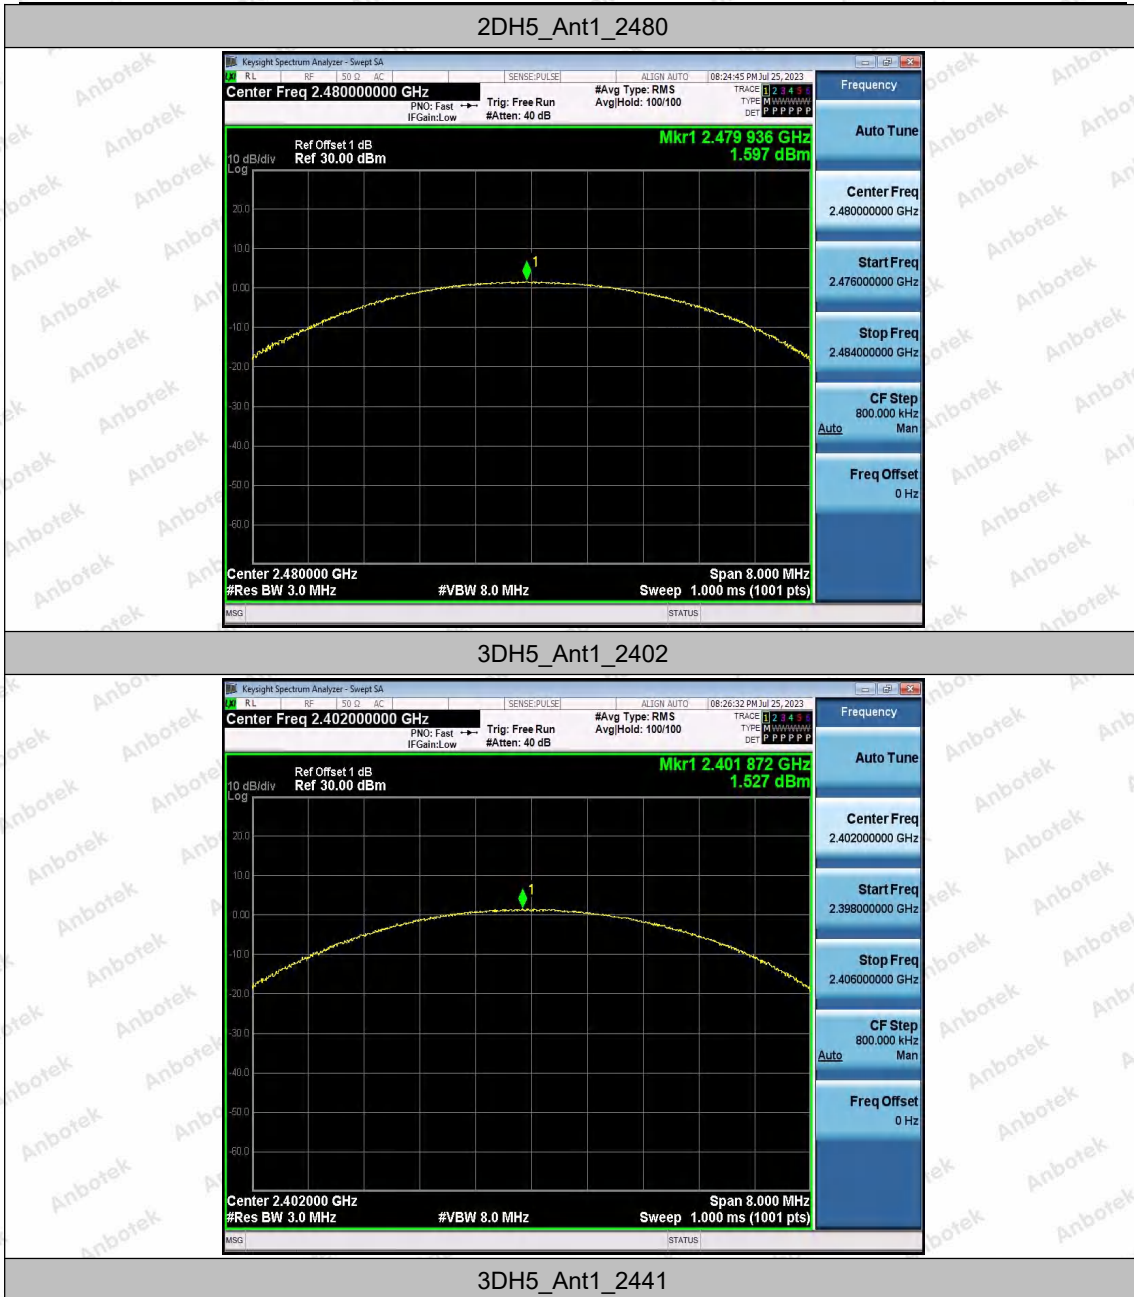 2DH5_Ant1_2480
Keysight Spectrum Analyzer - Swept SA
RL RF 50 Ω AC SENSE:PULSE ALIGN AUTO 08:24:45 PM Jul 25, 2023
Center Freq 2.480000000 GHz
PNO: Fast
IFGain:Low
Trig: Free Run
#Atten: 40 dB
#Avg Type: RMS
Avg|Hold: 100/100
TRACE 1 2 3 4 5 6
TYPE M WWWWW
DET P P P P P P
Frequency
Mkr1 2.479 936 GHz
1.597 dBm
Ref Offset 1 dB
10 dB/div Ref 30.00 dBm
Log
20.0
10.0
0.00
-10.0
-20.0
-30.0
-40.0
-50.0
-60.0
1
Center 2.480000 GHz
Span 8.000 MHz
#Res BW 3.0 MHz
#VBW 8.0 MHz
Sweep 1.000 ms (1001 pts)
MSG
STATUS
Auto Tune
Center Freq
2.480000000 GHz
Start Freq
2.476000000 GHz
Stop Freq
2.484000000 GHz
CF Step
800.000 kHz
Auto Man
Freq Offset
0 Hz
3DH5_Ant1_2402
Keysight Spectrum Analyzer - Swept SA
RL RF 50 Ω AC SENSE:PULSE ALIGN AUTO 08:26:32 PM Jul 25, 2023
Center Freq 2.402000000 GHz
PNO: Fast
IFGain:Low
Trig: Free Run
#Atten: 40 dB
#Avg Type: RMS
Avg|Hold: 100/100
TRACE 1 2 3 4 5 6
TYPE M WWWWW
DET P P P P P P
Frequency
Mkr1 2.401 872 GHz
1.527 dBm
Ref Offset 1 dB
10 dB/div Ref 30.00 dBm
Log
20.0
10.0
0.00
-10.0
-20.0
-30.0
-40.0
-50.0
-60.0
1
Center 2.402000 GHz
Span 8.000 MHz
#Res BW 3.0 MHz
#VBW 8.0 MHz
Sweep 1.000 ms (1001 pts)
MSG
STATUS
Auto Tune
Center Freq
2.402000000 GHz
Start Freq
2.398000000 GHz
Stop Freq
2.406000000 GHz
CF Step
800.000 kHz
Auto Man
Freq Offset
0 Hz
3DH5_Ant1_2441
Anbotek